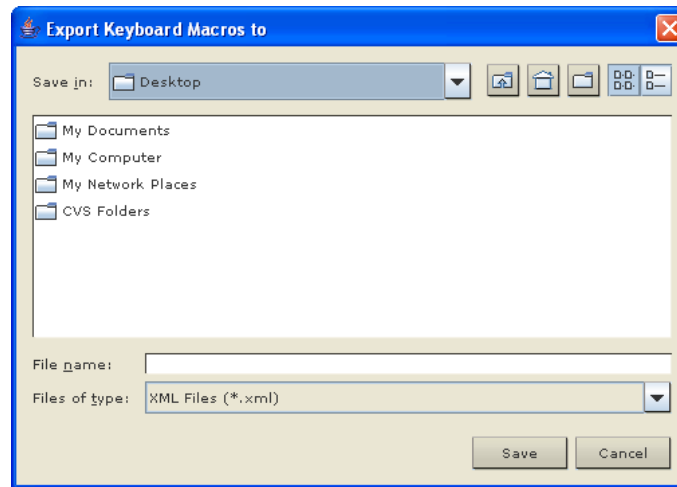 Export Keyboard Macros to
Save in: Desktop
My Documents
My Computer
My Network Places
CVS Folders
File name:
Files of type: XML Files (*.xml)
Save Cancel